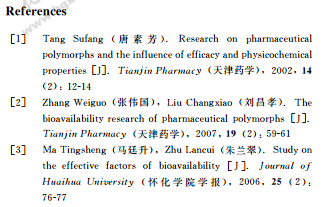 References
[1] Tang Sufang (唐素芳). Research on pharmaceutical
polymorphs and the influence of efficacy and physicochemical
properties [J]. Tianjin Pharmacy (天津药学), 2002, 14
(2): 12-14
[2] Zhang Weiguo (张伟国), Liu Changxiao (刘昌孝). The
bioavailability research of pharmaceutical polymorphs [J].
Tianjin Pharmacy (天津药学), 2007, 19 (2): 59-61
[3] Ma Tingsheng (马廷升), Zhu Lancui (朱兰翠). Study on
the effective factors of bioavailability [J]. Journal of
Huaihua University (怀化学院学报), 2006, 25 (2):
76-77